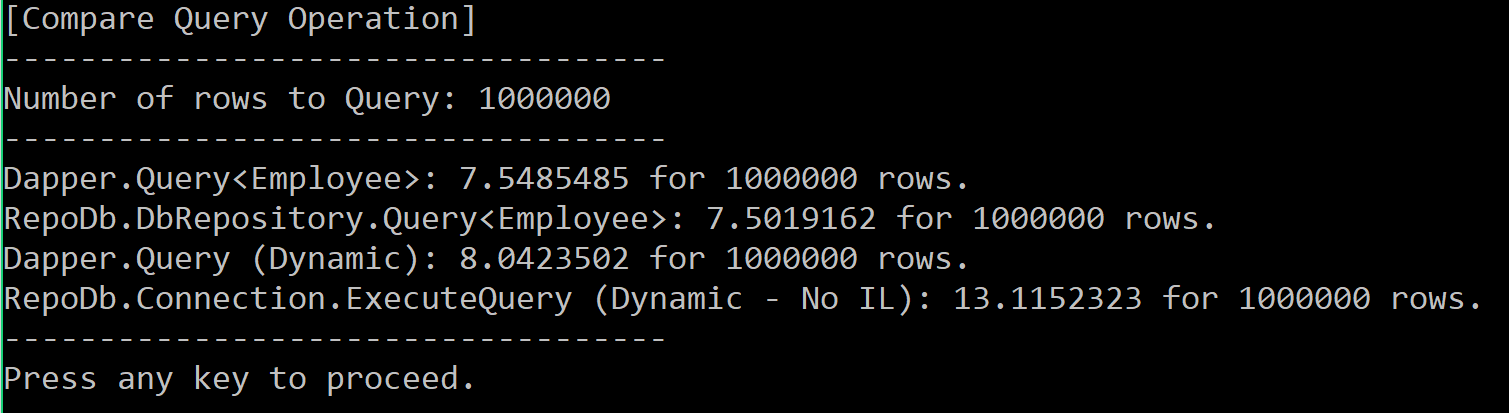 [Compare Query Operation]
-----------------------------------
Number of rows to Query: 1000000
-----------------------------------
Dapper.Query<Employee>: 7.5485485 for 1000000 rows.
RepoDb.DbRepository.Query<Employee>: 7.5019162 for 1000000 rows.
Dapper.Query (Dynamic): 8.0423502 for 1000000 rows.
RepoDb.Connection.ExecuteQuery (Dynamic - No IL): 13.1152323 for 1000000 rows.
-----------------------------------
Press any key to proceed.